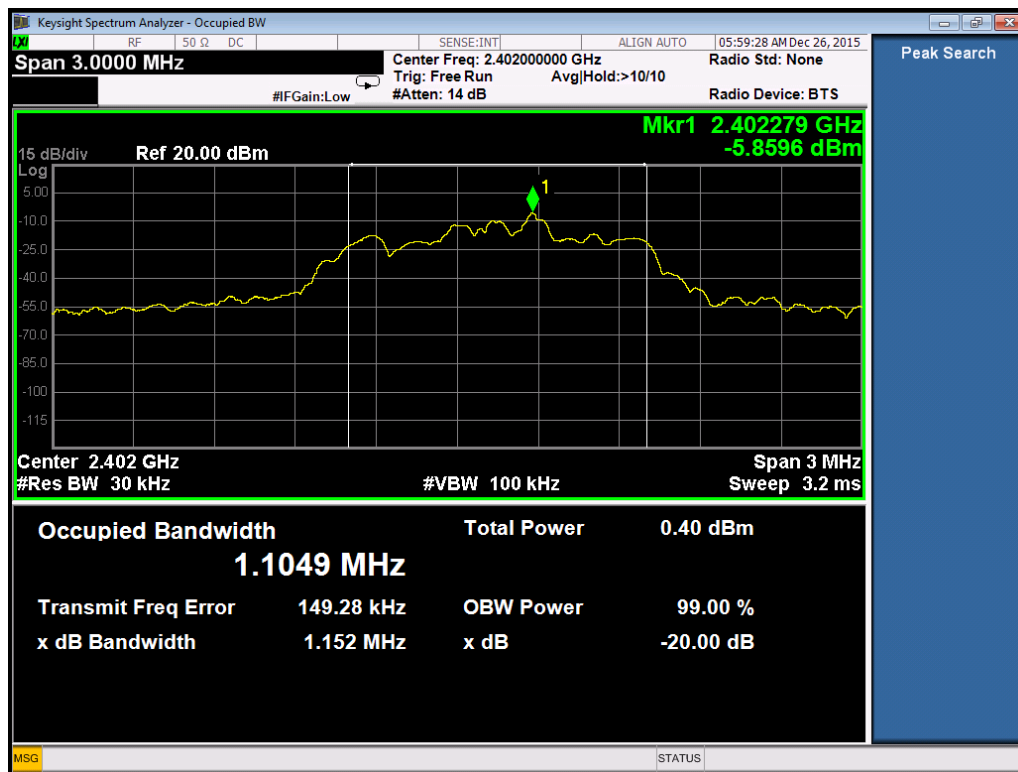 Keysight Spectrum Analyzer - Occupied BW
LXI RF 50 Ω DC SENSE:INT ALIGN AUTO 05:59:28 AM Dec 26, 2015
Span 3.0000 MHz
Center Freq: 2.402000000 GHz Radio Std: None
Trig: Free Run Avg|Hold:>10/10
#IFGain:Low #Atten: 14 dB Radio Device: BTS
Peak Search
Mkr1 2.402279 GHz
-5.8596 dBm
15 dB/div Ref 20.00 dBm
Log
1
5.00
-10.0
-25.0
-40.0
-55.0
-70.0
-85.0
-100
-115
Center 2.402 GHz Span 3 MHz
#Res BW 30 kHz #VBW 100 kHz Sweep 3.2 ms
Occupied Bandwidth Total Power 0.40 dBm
1.1049 MHz
Transmit Freq Error 149.28 kHz OBW Power 99.00 %
x dB Bandwidth 1.152 MHz x dB -20.00 dB
MSG STATUS